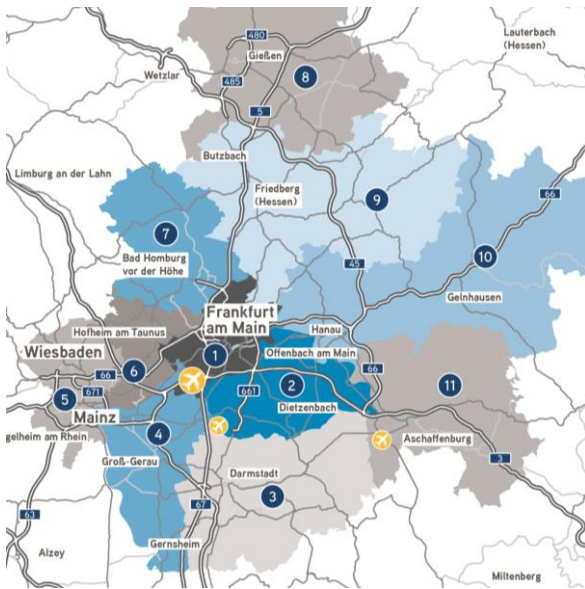 480
Lauterbach
(Hessen)
Gießen
Wetzlar
485
8
5
Butzbach
Limburg an der Lahn
Friedberg
(Hessen)
9
66
7
10
Bad Homburg
vor der Höhe
45
Gelnhausen
Frankfurt
am Main
Hofheim am Taunus
Hanau
Wiesbaden
1
Offenbach am Main
6
66
66
11
5
671
661
2
Mainz
Dietzenbach
gelheim am Rhein
4
Aschaffenburg
Groß-Gerau
3
Darmstadt
3
67
63
Gernsheim
Alzey
Miltenberg